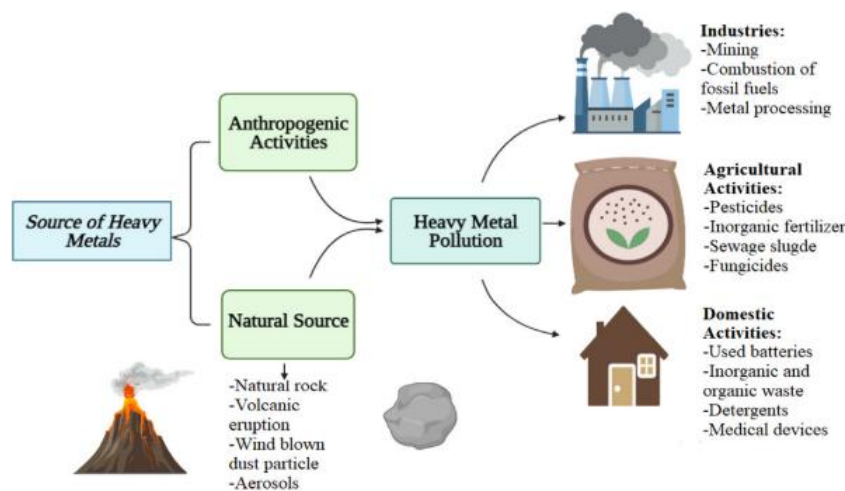 Source of Heavy
Metals
Anthropogenic
Activities
Natural Source
-Natural rock
-Volcanic
eruption
-Wind blown
dust particle
-Aerosols
Heavy Metal
Pollution
Industries:
-Mining
-Combustion of
fossil fuels
-Metal processing
Agricultural
Activities:
-Pesticides
-Inorganic fertilizer
-Sewage slugde
-Fungicides
Domestic
Activities:
-Used batteries
-Inorganic and
organic waste
-Detergents
-Medical devices